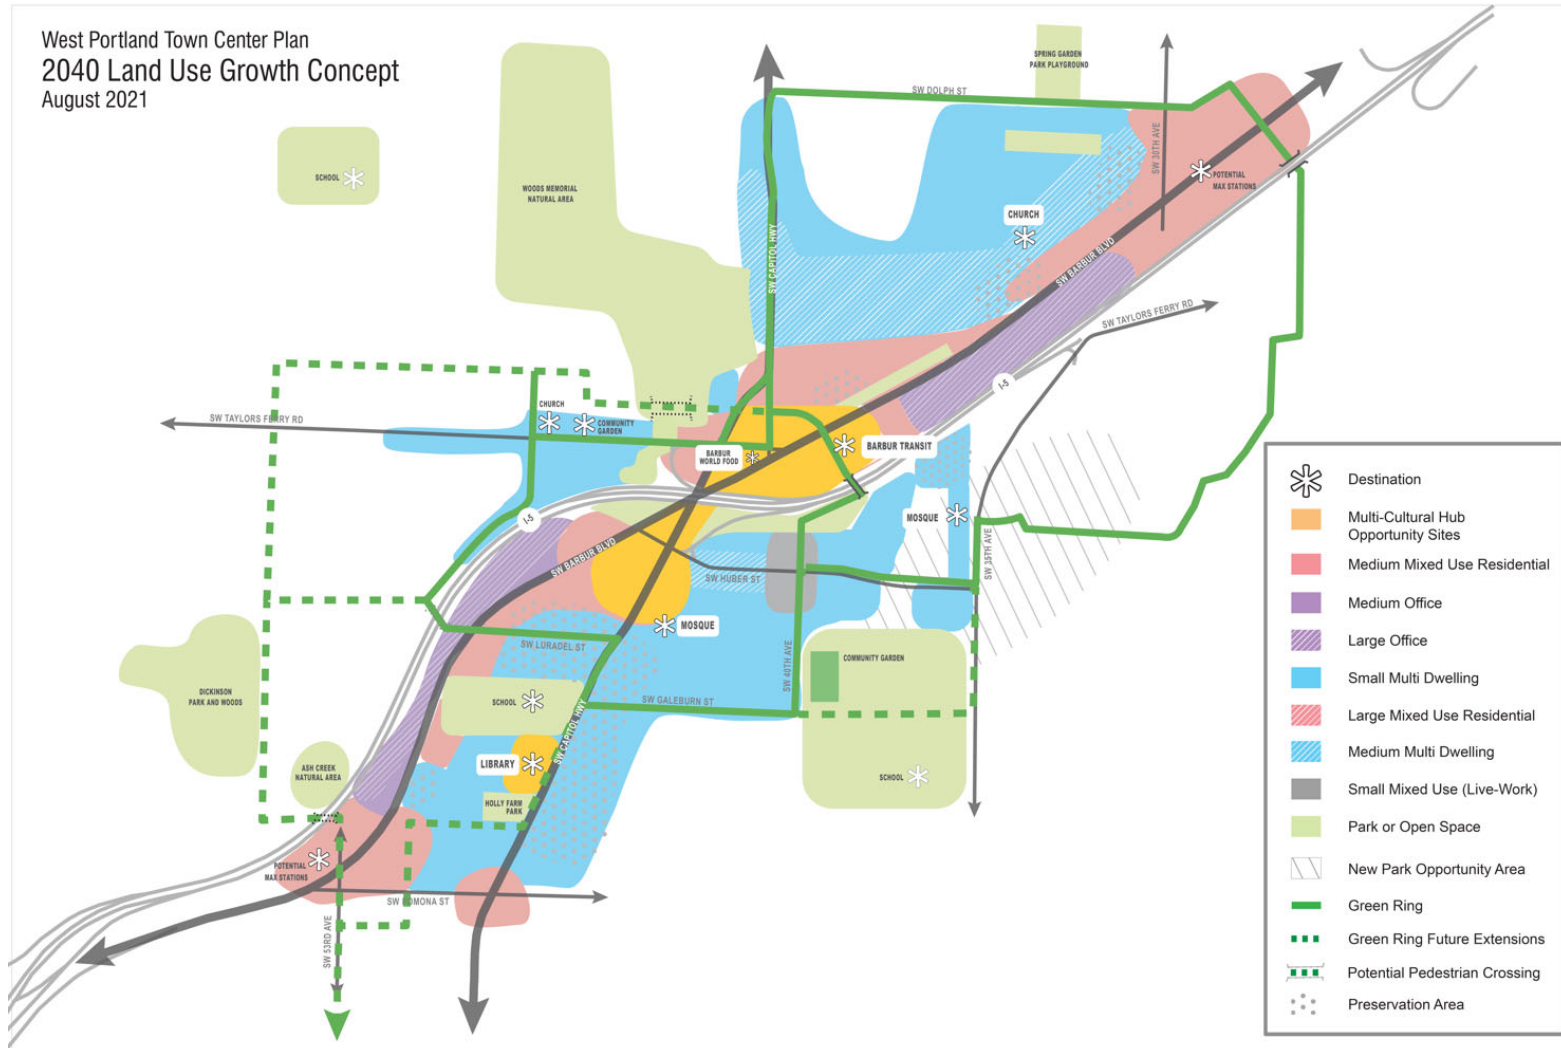 West Portland Town Center Plan
2040 Land Use Growth Concept
August 2021
SPRING GARDEN
PARK PLAYGROUND
SW DOLPH ST
SW 30TH AVE
SCHOOL
WOODS MEMORIAL
NATURAL AREA
POTENTIAL
MAX STATIONS
CHURCH
SW CAPITOL HWY
SW BARBUR BLVD
SW TAYLORS FERRY RD
I-5
CHURCH
SW TAYLORS FERRY RD
COMMUNITY
GARDEN
BARBUR
WORLD FOOD
BARBUR TRANSIT
I-5
MOSQUE
SW BARBUR BLVD
SW HUBER ST
SW 35TH AVE
MOSQUE
SW LURADEL ST
SW 40TH AVE
COMMUNITY GARDEN
DICKINSON
PARK AND WOODS
SCHOOL
SW GALEBURN ST
SW CAPITOL HWY
LIBRARY
ASH CREEK
NATURAL AREA
SCHOOL
HOLLY FARM
PARK
POTENTIAL
MAX STATIONS
SW POMONA ST
SW 53RD AVE
Destination
Multi-Cultural Hub
Opportunity Sites
Medium Mixed Use Residential
Medium Office
Large Office
Small Multi Dwelling
Large Mixed Use Residential
Medium Multi Dwelling
Small Mixed Use (Live-Work)
Park or Open Space
New Park Opportunity Area
Green Ring
Green Ring Future Extensions
Potential Pedestrian Crossing
Preservation Area